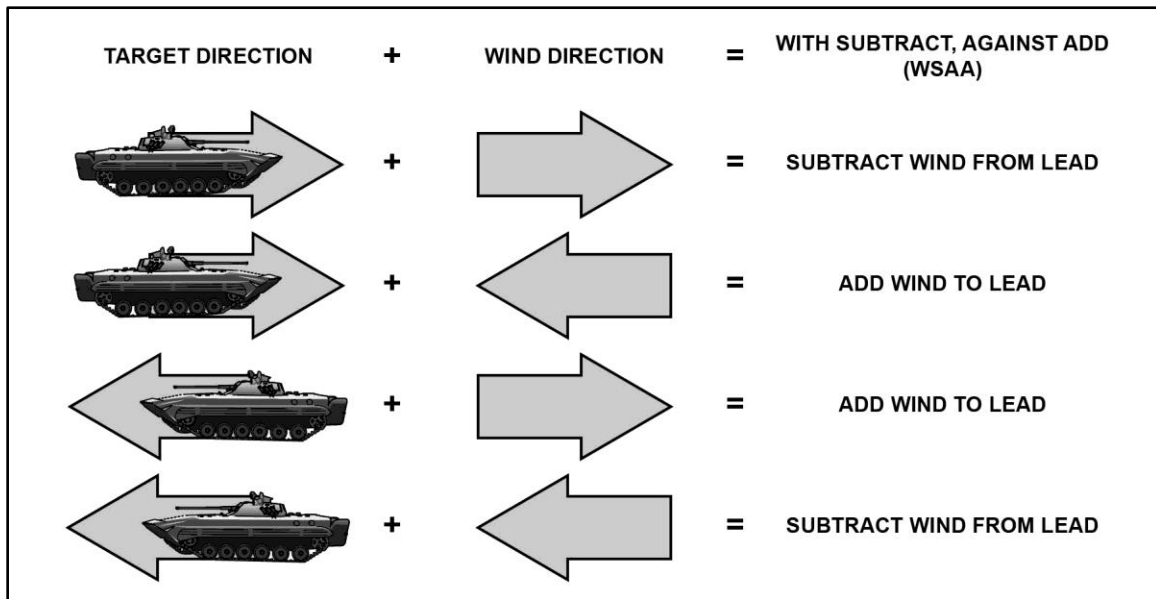 TARGET DIRECTION + WIND DIRECTION = WITH SUBTRACT, AGAINST ADD
(WSAA)
+ = SUBTRACT WIND FROM LEAD
+ = ADD WIND TO LEAD
+ = ADD WIND TO LEAD
+ = SUBTRACT WIND FROM LEAD